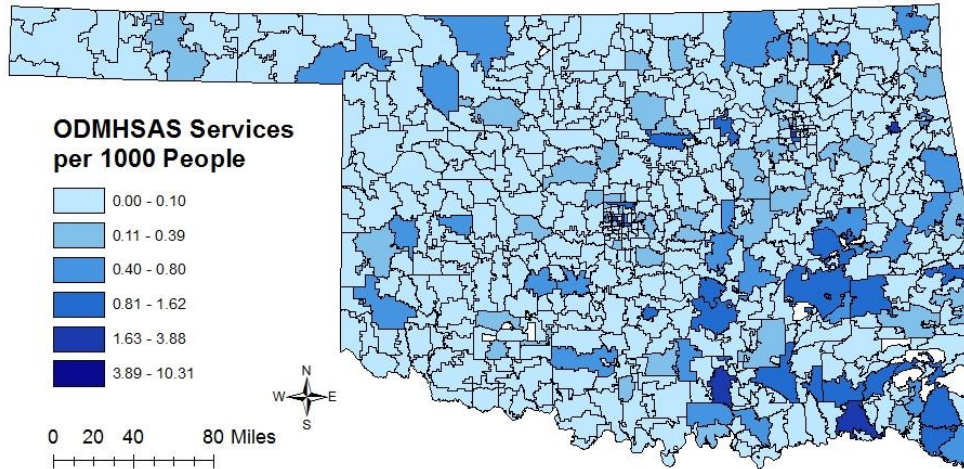 ODMHSAS Services
per 1000 People
0.00 - 0.10
0.11 - 0.39
0.40 - 0.80
0.81 - 1.62
1.63 - 3.88
3.89 - 10.31
N
W E
S
0 20 40 80 Miles